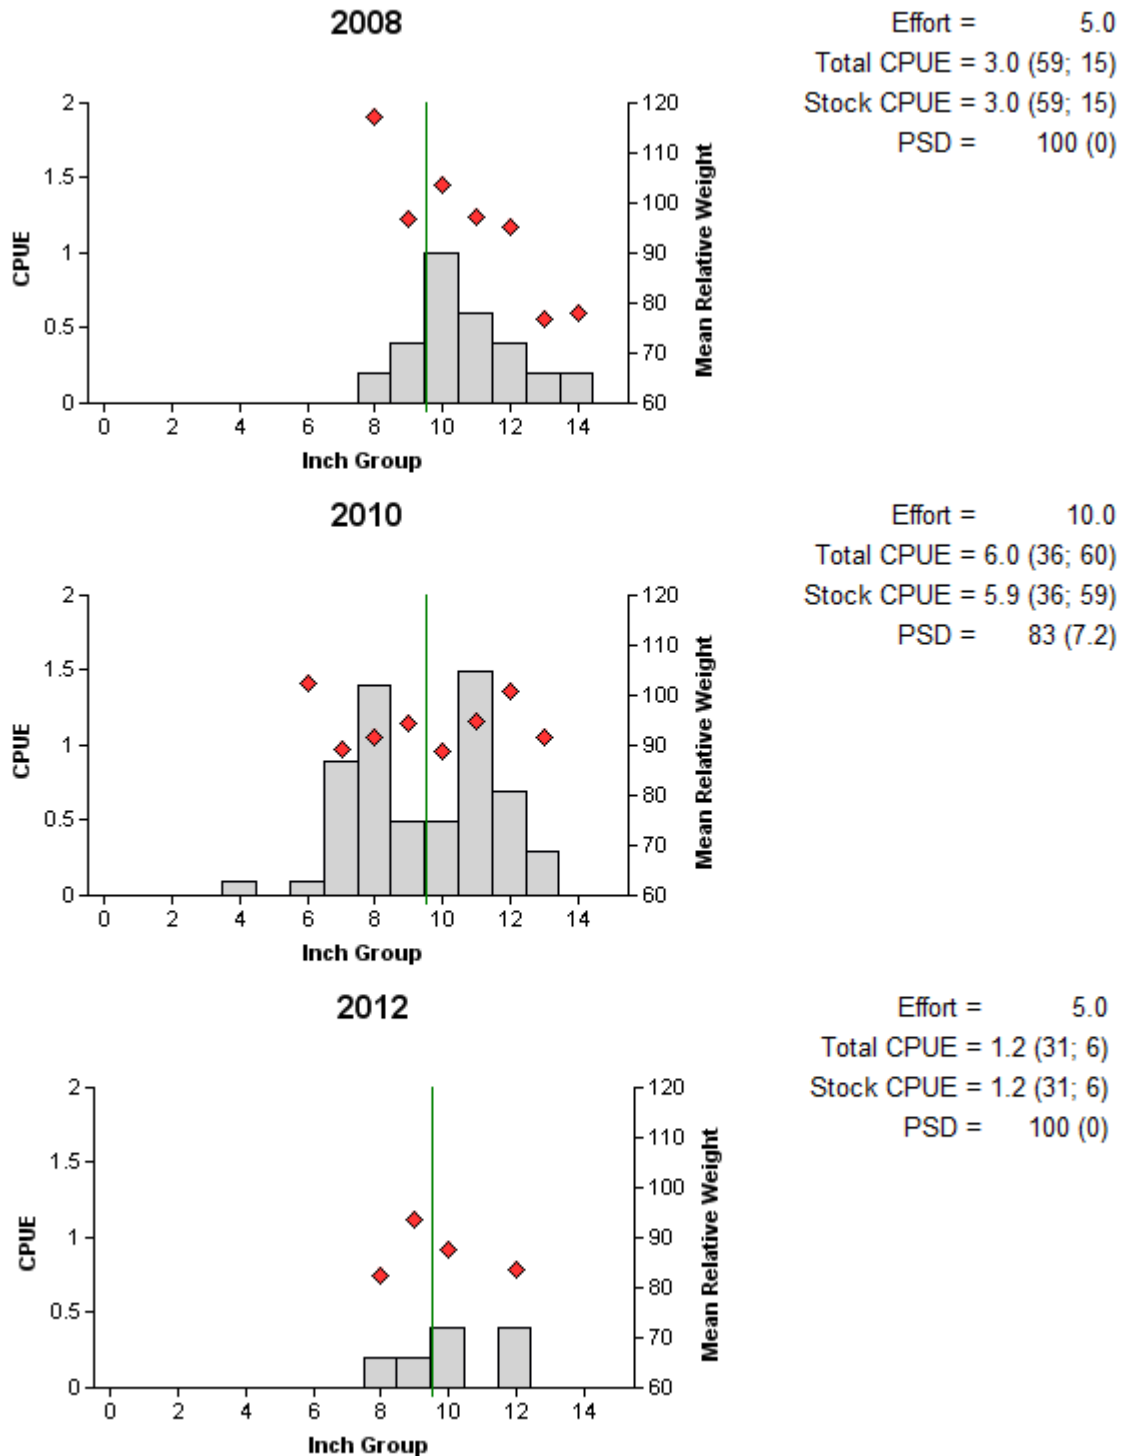 2008
Effort = 5.0
Total CPUE = 3.0 (59; 15)
Stock CPUE = 3.0 (59; 15)
PSD = 100 (0)
2
1.5
1
0.5
0
CPUE
120
110
100
90
80
70
60
Mean Relative Weight
0 2 4 6 8 10 12 14
Inch Group
2010
Effort = 10.0
Total CPUE = 6.0 (36; 60)
Stock CPUE = 5.9 (36; 59)
PSD = 83 (7.2)
2
1.5
1
0.5
0
CPUE
120
110
100
90
80
70
60
Mean Relative Weight
0 2 4 6 8 10 12 14
Inch Group
2012
Effort = 5.0
Total CPUE = 1.2 (31; 6)
Stock CPUE = 1.2 (31; 6)
PSD = 100 (0)
2
1.5
1
0.5
0
CPUE
120
110
100
90
80
70
60
Mean Relative Weight
0 2 4 6 8 10 12 14
Inch Group